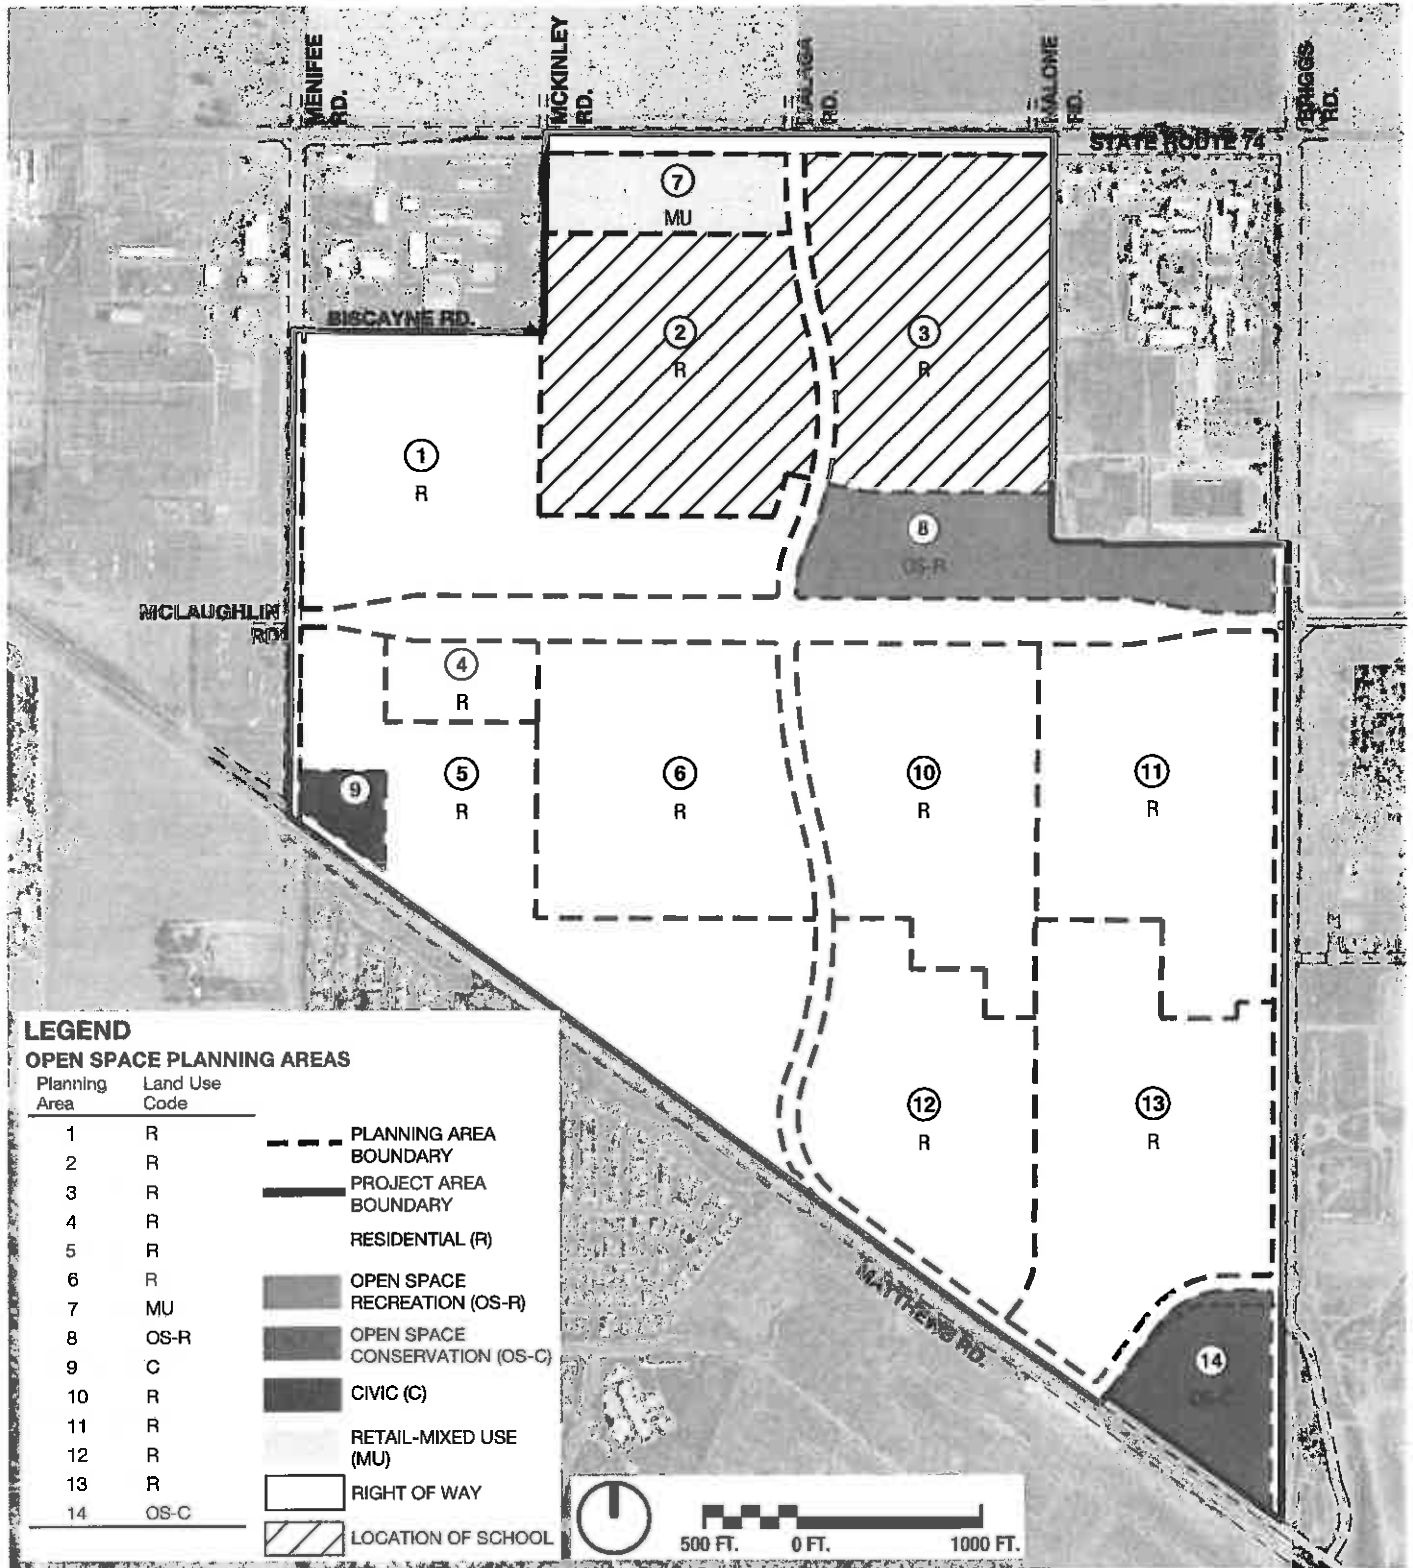 MENIFEE
RD.
MCKINLEY
RD.
RD.
MALONE
RD.
BRIGGS
RD.
STATE ROUTE 74
7
MU
BISCAYNE RD.
2
R
3
R
1
R
8
OS-R
MCLAUGHLIN
RD.
4
R
9
5
R
6
R
10
R
11
R
12
R
13
R
MATTHEWS RD.
14
LEGEND
OPEN SPACE PLANNING AREAS
Planning Area
Land Use Code
1 R
2 R
3 R
4 R
5 R
6 R
7 MU
8 OS-R
9 C
10 R
11 R
12 R
13 R
14 OS-C
PLANNING AREA
BOUNDARY
PROJECT AREA
BOUNDARY
RESIDENTIAL (R)
OPEN SPACE
RECREATION (OS-R)
OPEN SPACE
CONSERVATION (OS-C)
CIVIC (C)
RETAIL-MIXED USE
(MU)
RIGHT OF WAY
LOCATION OF SCHOOL
500 FT. 0 FT. 1000 FT.